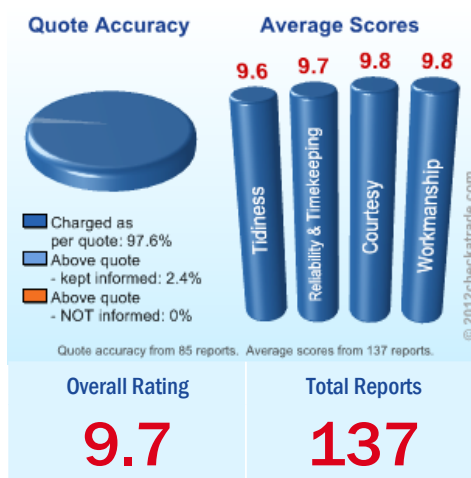 Quote Accuracy
Charged as
per quote: 97.6%
Above quote
- kept informed: 2.4%
Above quote
- NOT informed: 0%
Average Scores
9.6 9.7 9.8 9.8
Tidiness
Reliability & Timekeeping
Courtesy
Workmanship
© 2012checkatrade.com
Quote accuracy from 85 reports. Average scores from 137 reports.
Overall Rating
9.7
Total Reports
137